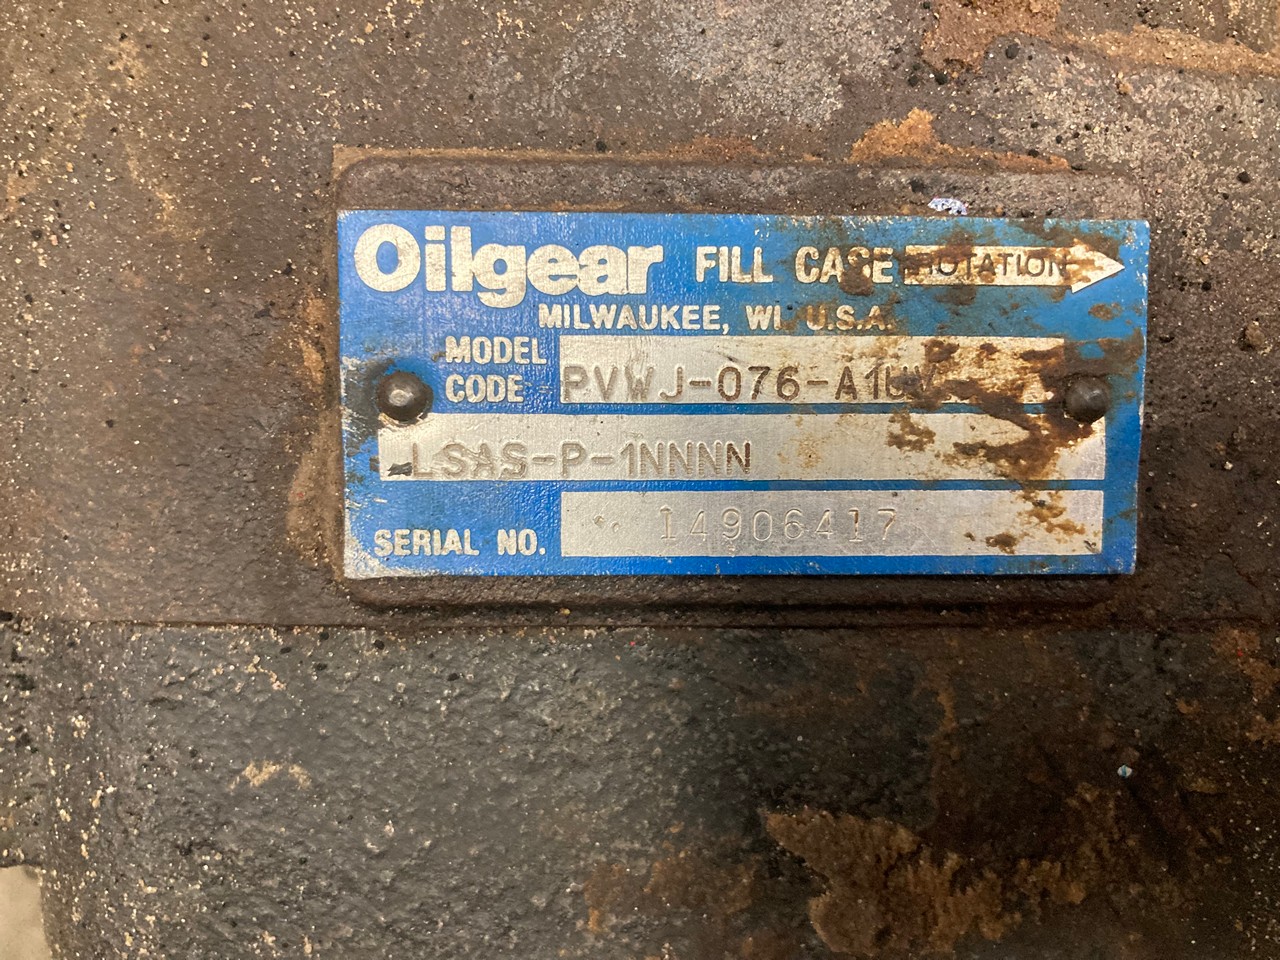 Oilgear FILL CASE ROTATION
MILWAUKEE, WI U.S.A.
MODEL
CODE PVWJ-076-A1UV
LSAS-P-1NNNN
SERIAL NO. 14906417